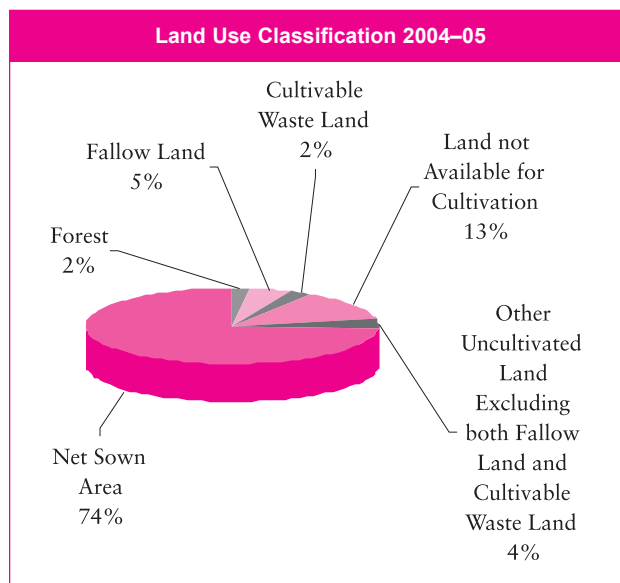 Land Use Classification 2004–05
Cultivable
Waste Land
2%
Fallow Land
5%
Land not
Available for
Cultivation
13%
Forest
2%
Other
Uncultivated
Land
Excluding
both Fallow
Land and
Cultivable
Waste Land
4%
Net Sown
Area
74%